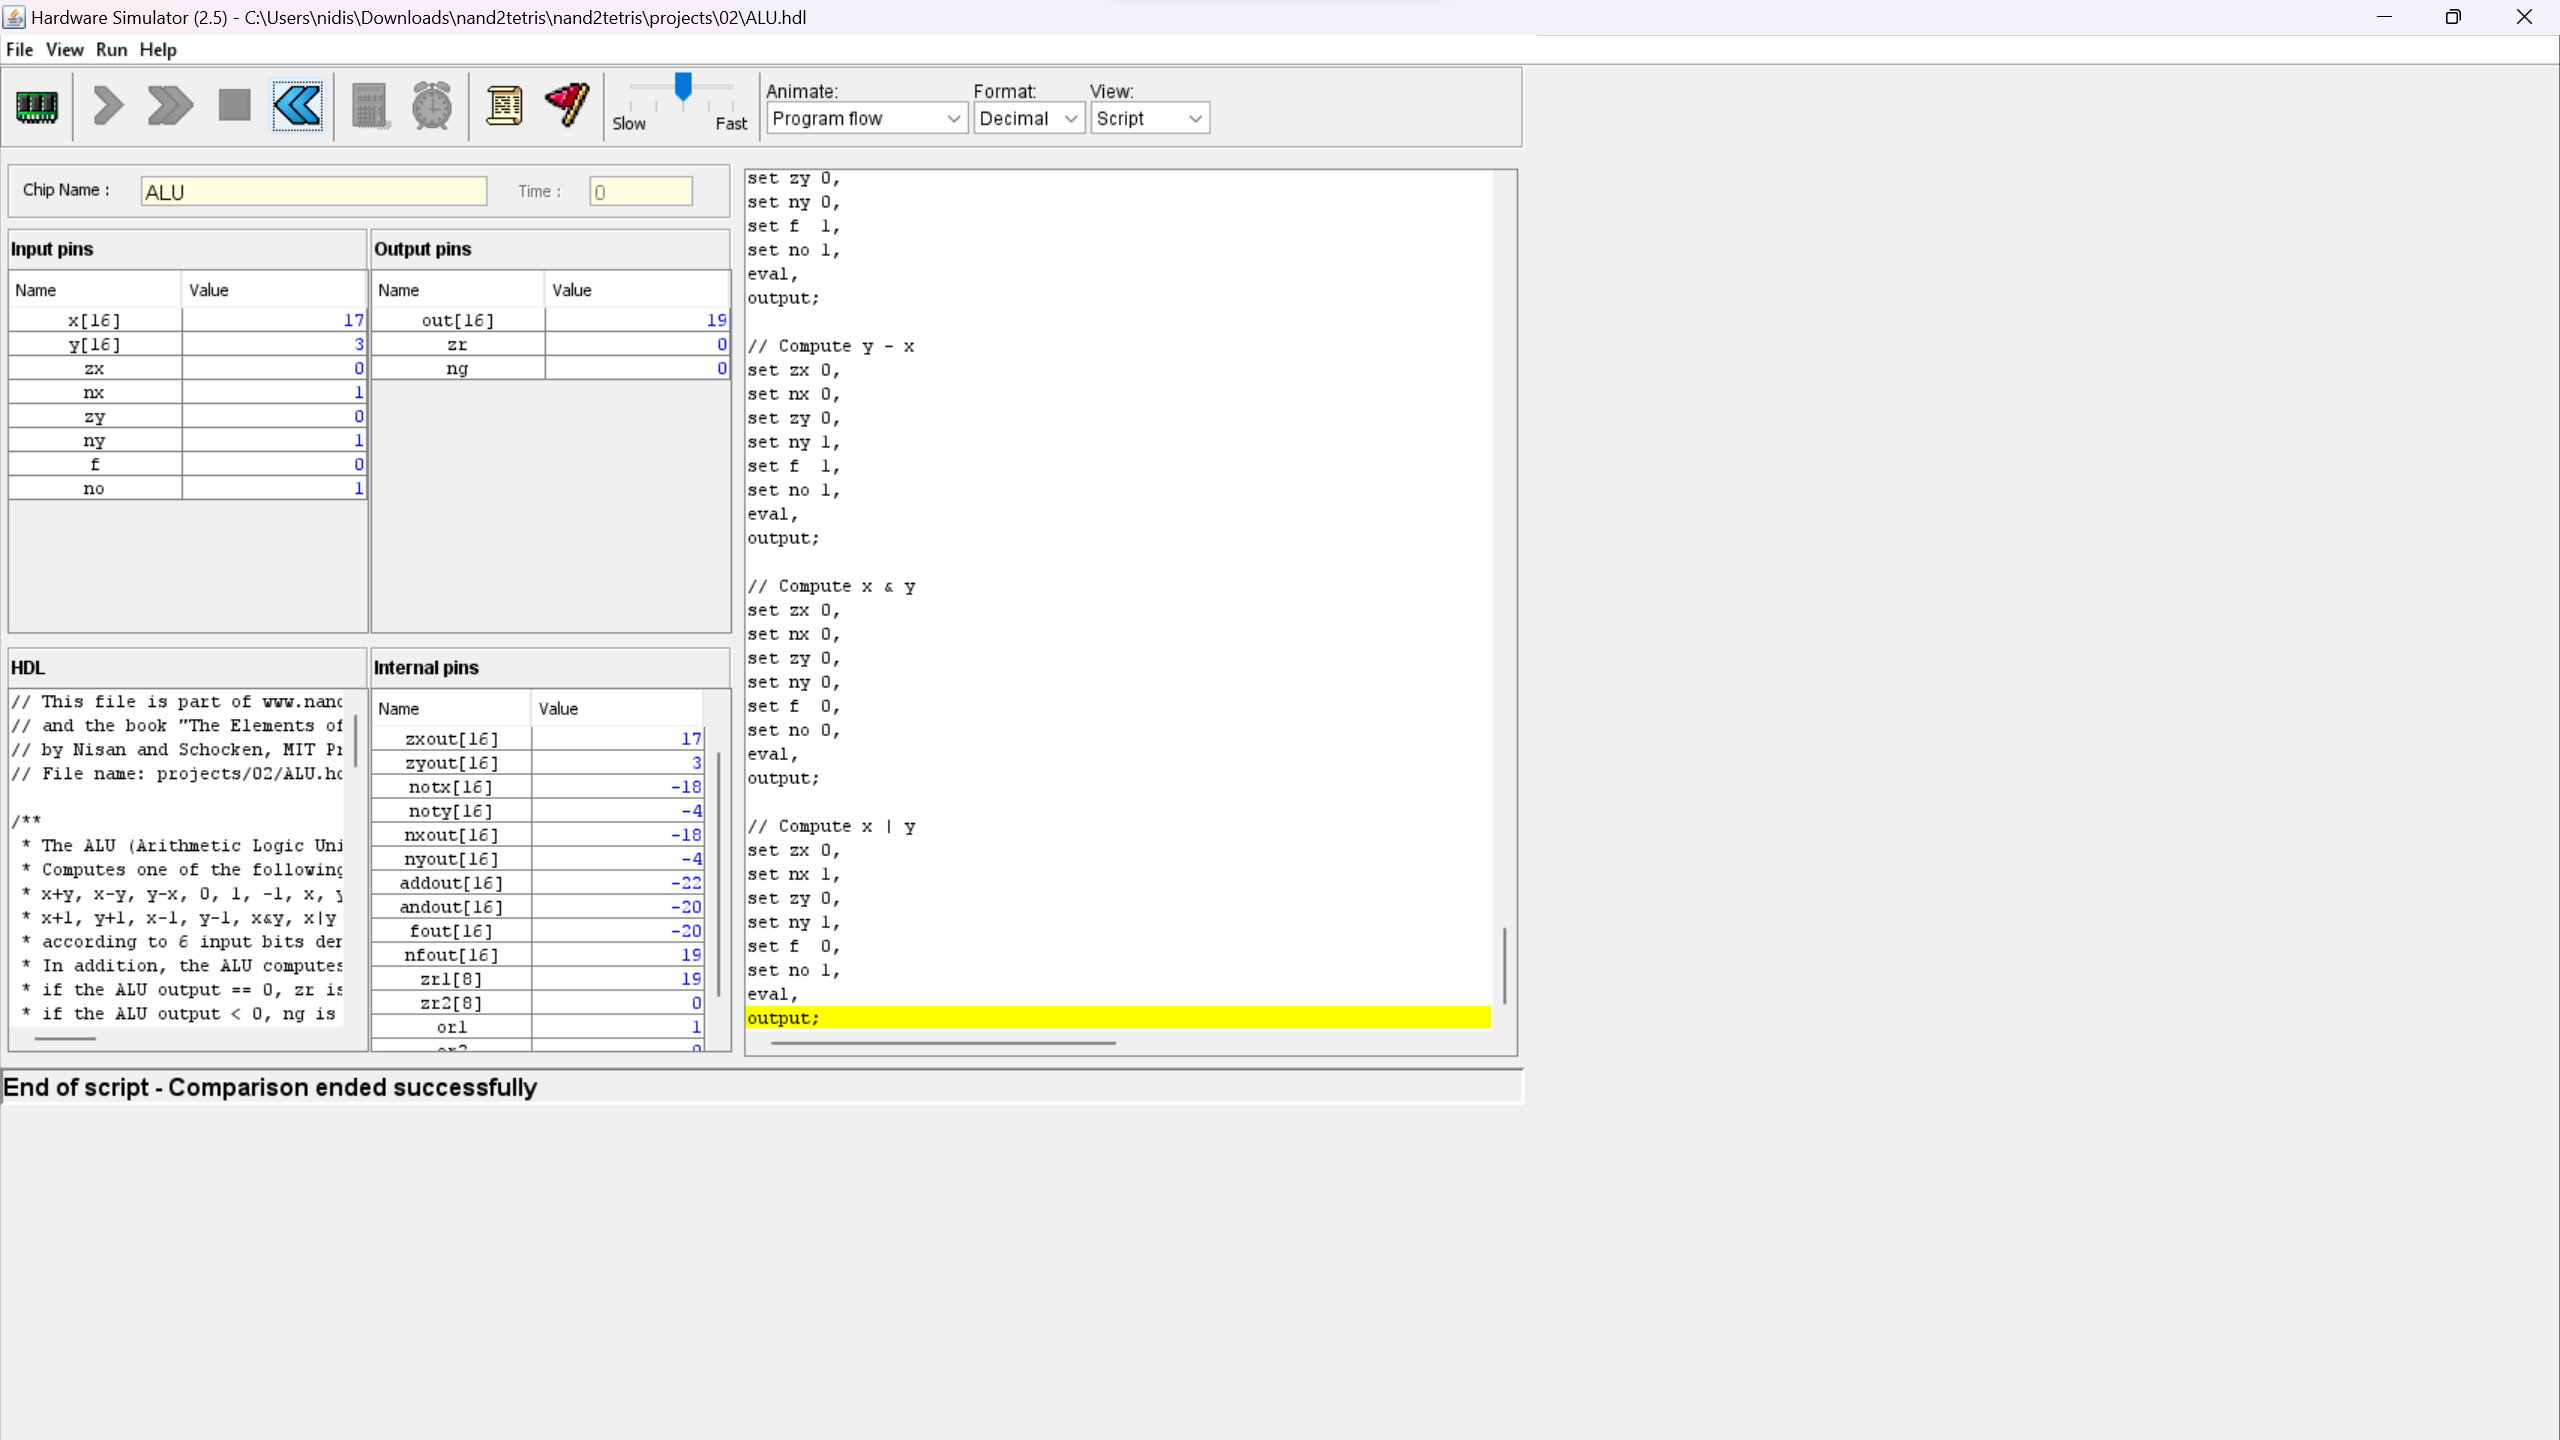 Hardware Simulator (2.5) - C:\Users\nidis\Downloads\nand2tetris\nand2tetris\projects\02\ALU.hdl
File View Run Help
Slow Fast
Animate: Format: View:
Program flow Decimal Script
Chip Name : ALU Time : 0
Input pins
Name Value
x[16] 17
y[16] 3
zx 0
nx 1
zy 0
ny 1
f 0
no 1
Output pins
Name Value
out[16] 19
zr 0
ng 0
HDL
// This file is part of www.nand
// and the book "The Elements of
// by Nisan and Schocken, MIT Pr
// File name: projects/02/ALU.hd
/**
* The ALU (Arithmetic Logic Uni
* Computes one of the following
* x+y, x-y, y-x, 0, 1, -1, x, y
* x+1, y+1, x-1, y-1, x&y, x|y
* according to 6 input bits den
* In addition, the ALU computes
* if the ALU output == 0, zr is
* if the ALU output < 0, ng is
Internal pins
Name Value
zxout[16] 17
zyout[16] 3
notx[16] -18
noty[16] -4
nxout[16] -18
nyout[16] -4
addout[16] -22
andout[16] -20
fout[16] -20
nfout[16] 19
zr1[8] 19
zr2[8] 0
or1 1
or2 0
set zy 0,
set ny 0,
set f 1,
set no 1,
eval,
output;
// Compute y - x
set zx 0,
set nx 0,
set zy 0,
set ny 1,
set f 1,
set no 1,
eval,
output;
// Compute x & y
set zx 0,
set nx 0,
set zy 0,
set ny 0,
set f 0,
set no 0,
eval,
output;
// Compute x | y
set zx 0,
set nx 1,
set zy 0,
set ny 1,
set f 0,
set no 1,
eval,
output;
End of script - Comparison ended successfully